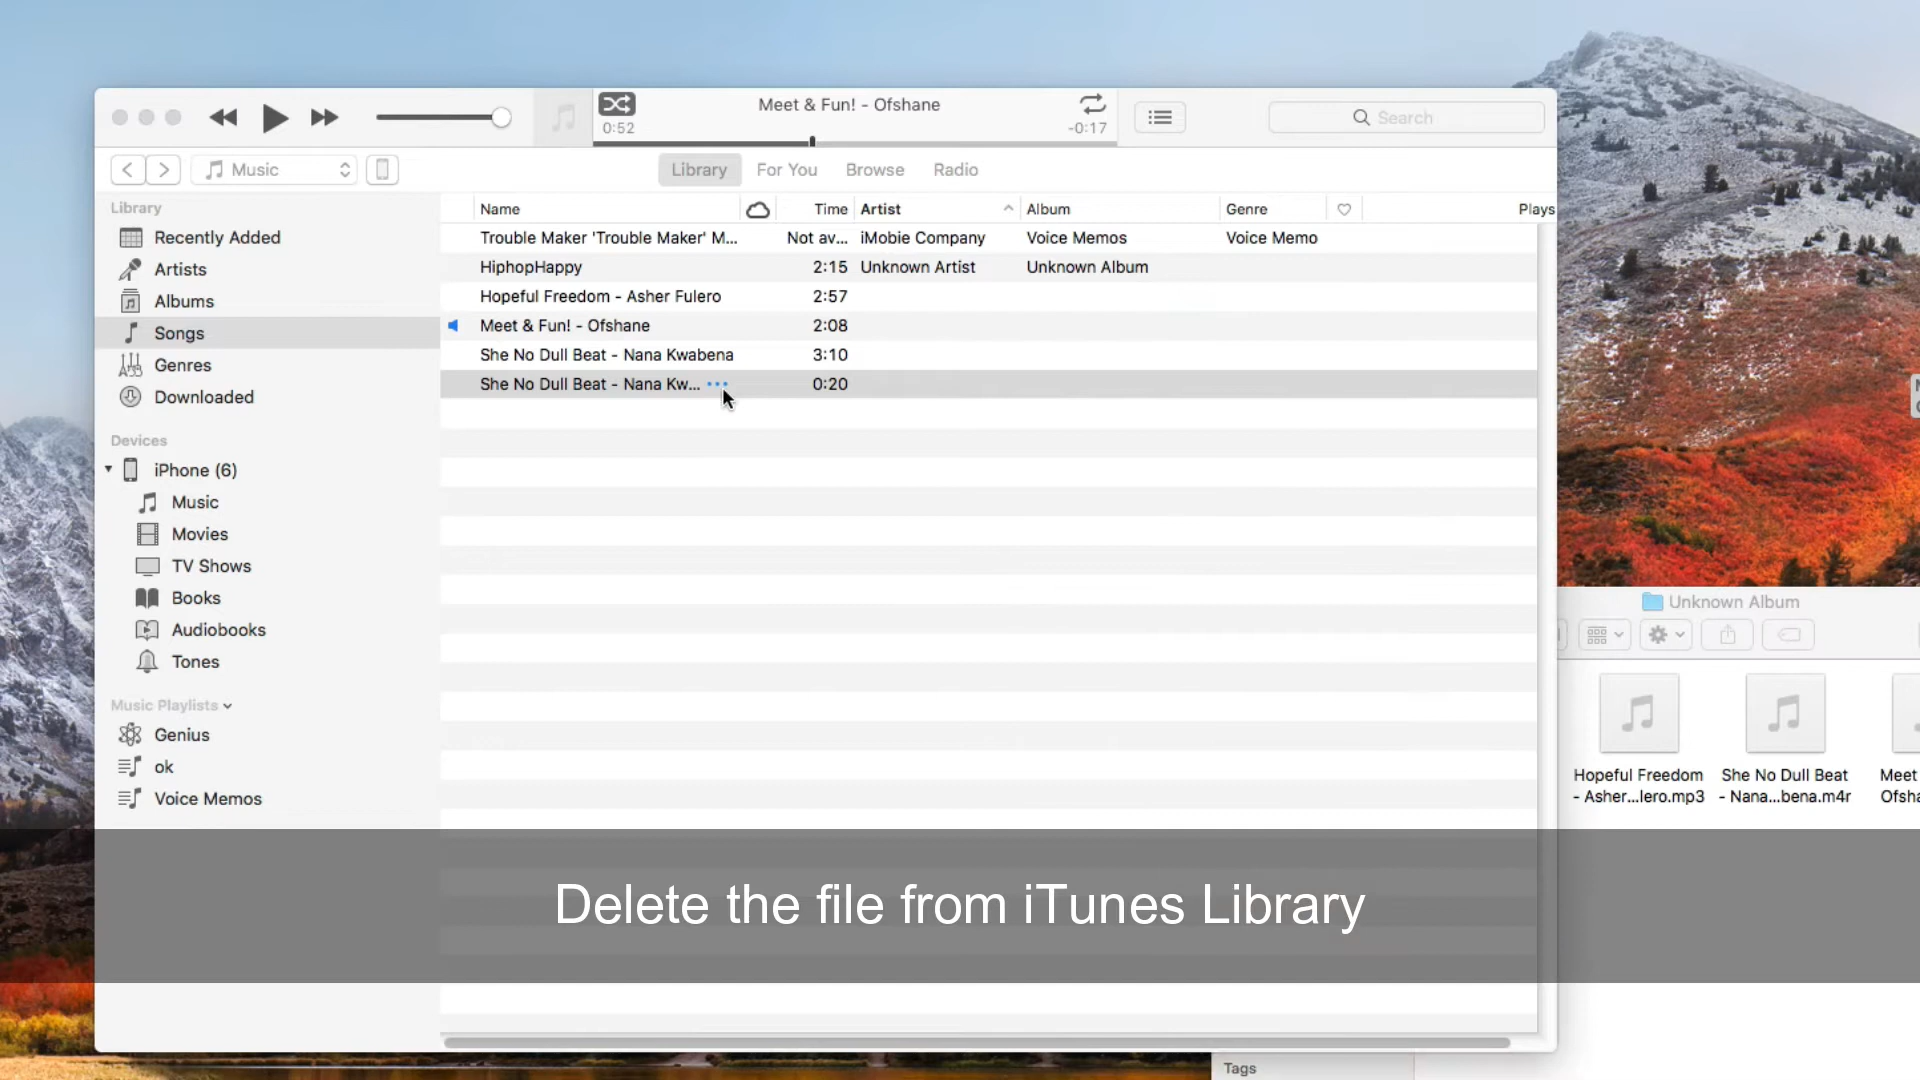 Meet & Fun! - Ofshane
0:52
-0:17
Search
Music
Library For You Browse Radio
Library
Recently Added
Artists
Albums
Songs
Genres
Downloaded
Devices
iPhone (6)
Music
Movies
TV Shows
Books
Audiobooks
Tones
Music Playlists
Genius
ok
Voice Memos
Name Time Artist Album Genre Plays
Trouble Maker 'Trouble Maker' M... Not av... iMobie Company Voice Memos Voice Memo
HiphopHappy 2:15 Unknown Artist Unknown Album
Hopeful Freedom - Asher Fulero 2:57
Meet & Fun! - Ofshane 2:08
She No Dull Beat - Nana Kwabena 3:10
She No Dull Beat - Nana Kw... ••• 0:20
Unknown Album
Hopeful Freedom
- Asher...lero.mp3
She No Dull Beat
- Nana...bena.m4r
Meet
Ofsha
Delete the file from iTunes Library
Tags